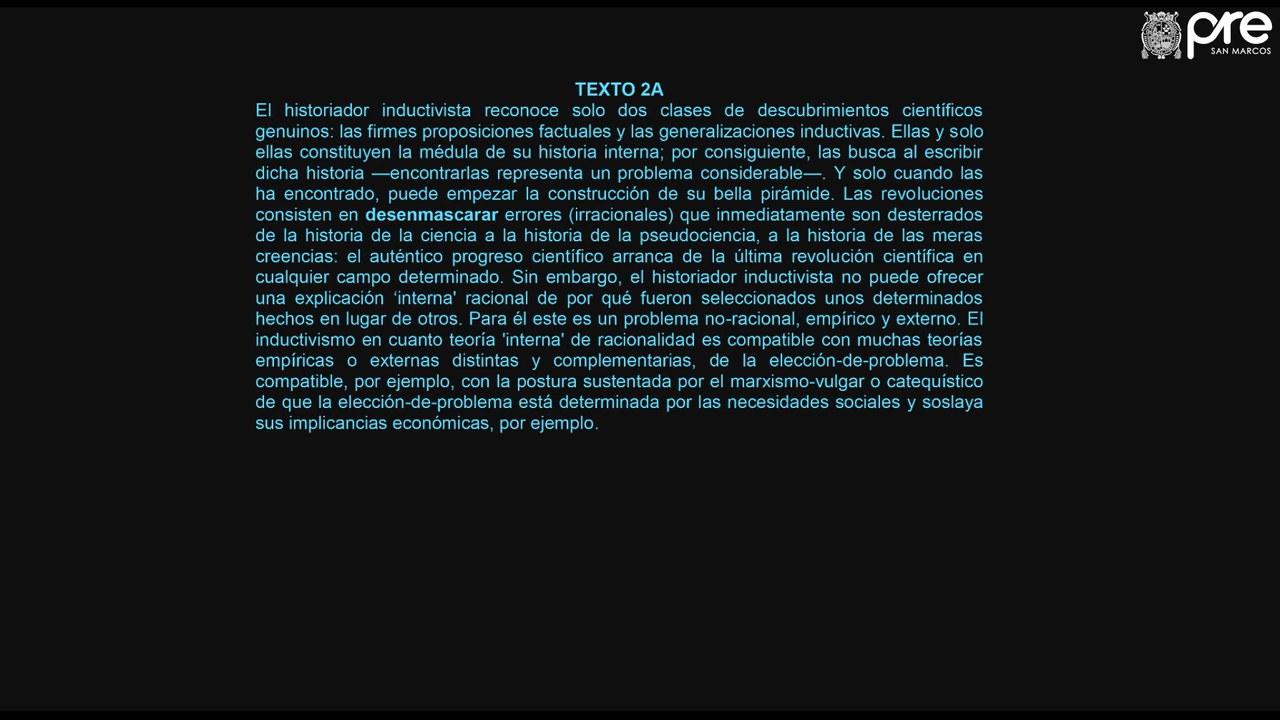 pre
SAN MARCOS
TEXTO 2A
El historiador inductivista reconoce solo dos clases de descubrimientos científicos
genuinos: las firmes proposiciones factuales y las generalizaciones inductivas. Ellas y solo
ellas constituyen la médula de su historia interna; por consiguiente, las busca al escribir
dicha historia —encontrarlas representa un problema considerable—. Y solo cuando las
ha encontrado, puede empezar la construcción de su bella pirámide. Las revoluciones
consisten en desenmascarar errores (irracionales) que inmediatamente son desterrados
de la historia de la ciencia a la historia de la pseudociencia, a la historia de las meras
creencias: el auténtico progreso científico arranca de la última revolución científica en
cualquier campo determinado. Sin embargo, el historiador inductivista no puede ofrecer
una explicación ‘interna' racional de por qué fueron seleccionados unos determinados
hechos en lugar de otros. Para él este es un problema no-racional, empírico y externo. El
inductivismo en cuanto teoría 'interna' de racionalidad es compatible con muchas teorías
empíricas o externas distintas y complementarias, de la elección-de-problema. Es
compatible, por ejemplo, con la postura sustentada por el marxismo-vulgar o catequístico
de que la elección-de-problema está determinada por las necesidades sociales y soslaya
sus implicancias económicas, por ejemplo.